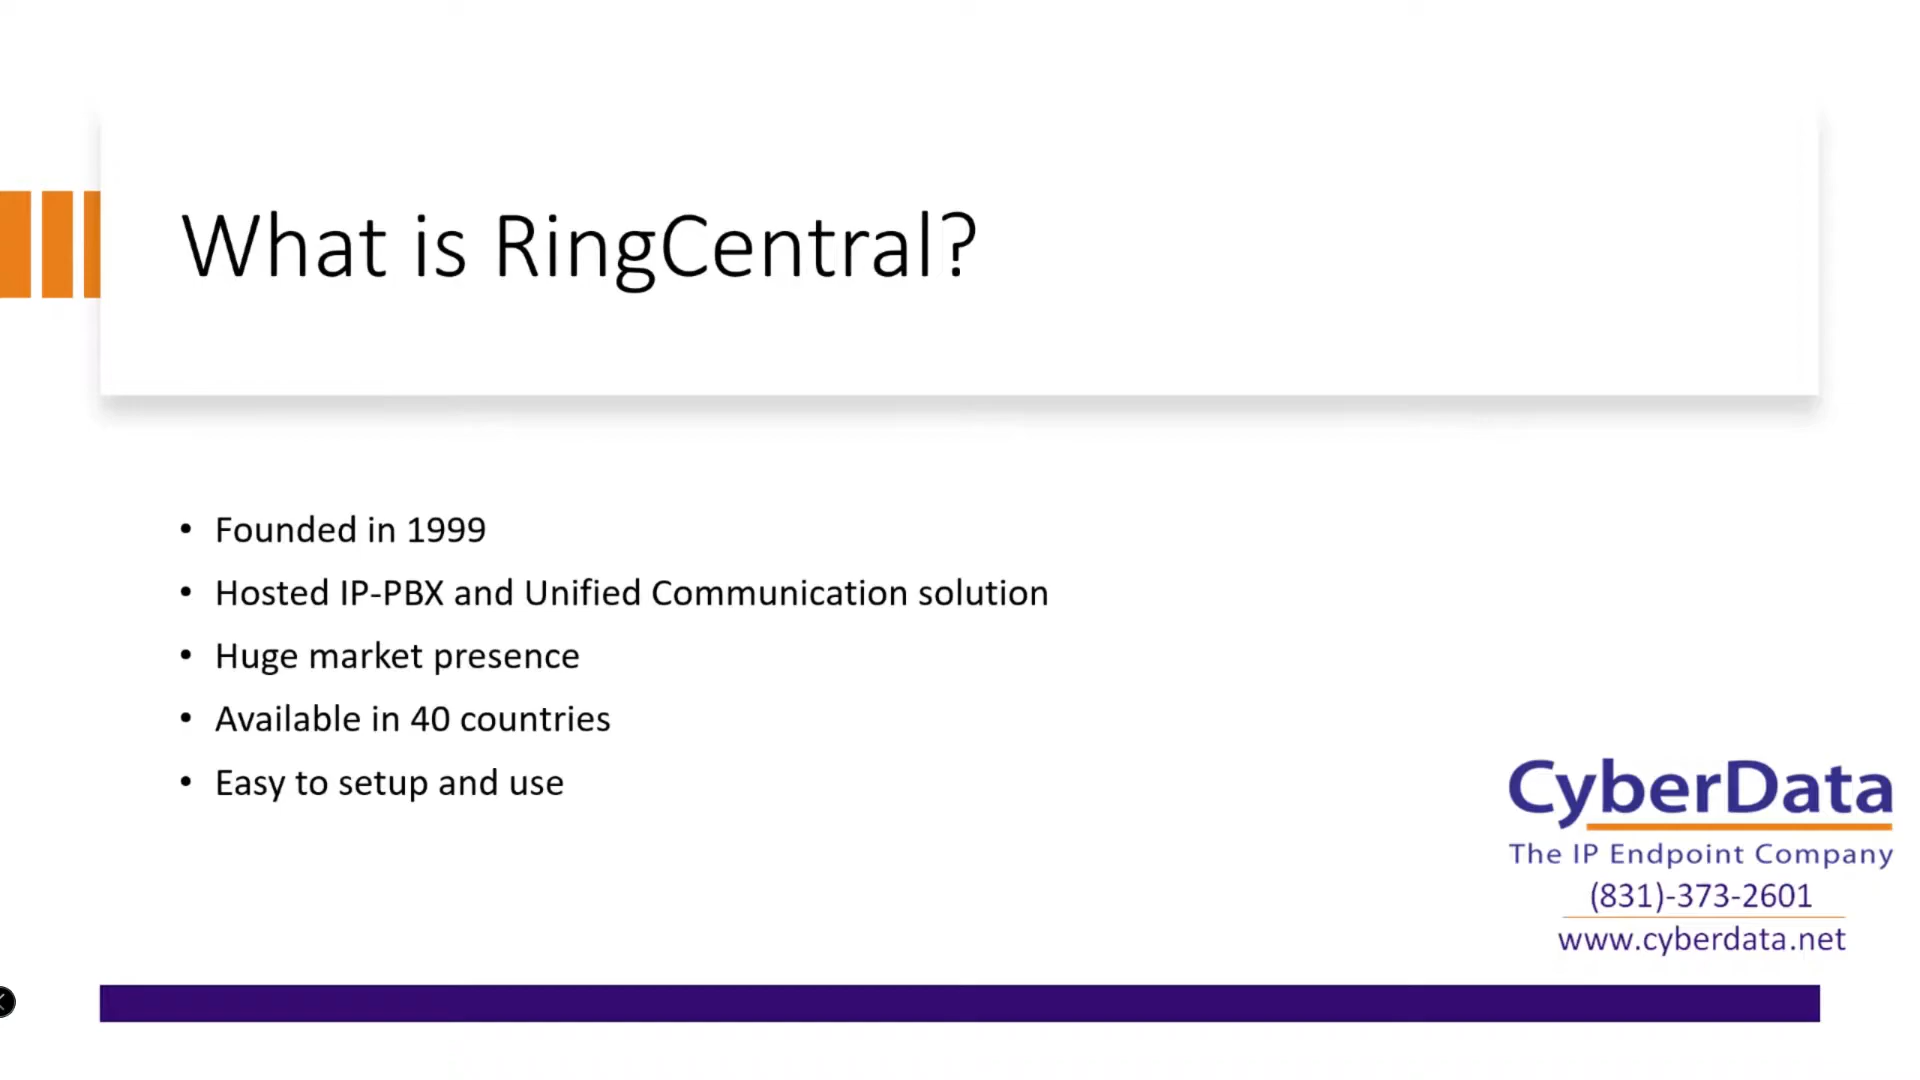 What is RingCentral?
• Founded in 1999
• Hosted IP-PBX and Unified Communication solution
• Huge market presence
• Available in 40 countries
• Easy to setup and use
CyberData
The IP Endpoint Company
(831)-373-2601
www.cyberdata.net